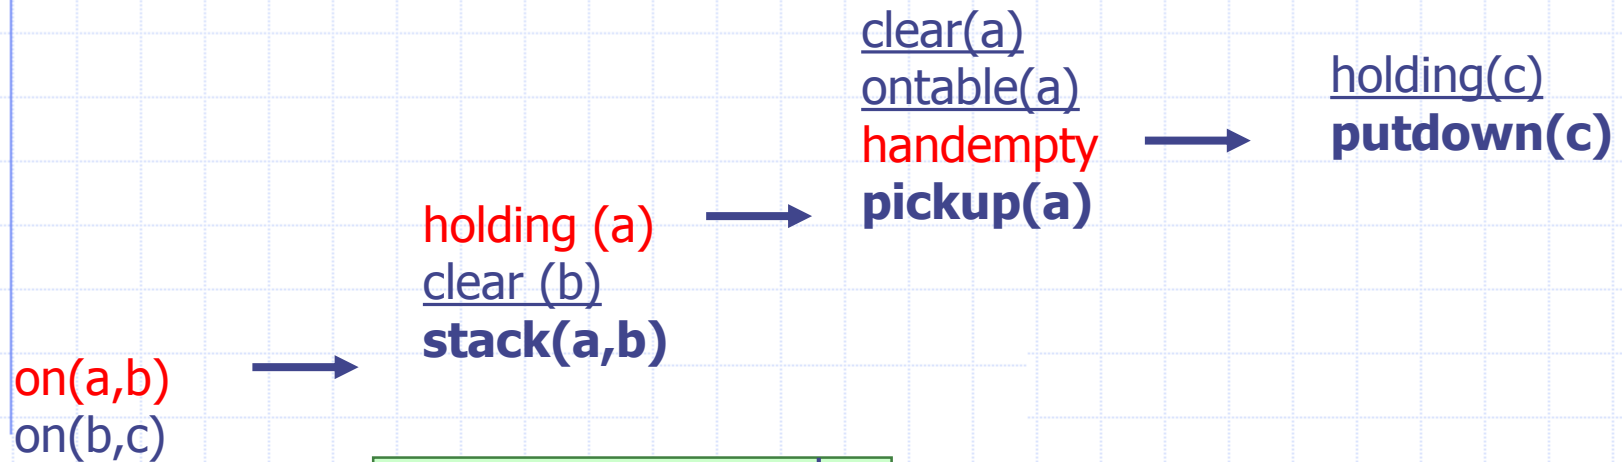 on(a,b)
on(b,c)
holding (a)
clear (b)
stack(a,b)
clear(a)
ontable(a)
handempty
pickup(a)
holding(c)
putdown(c)